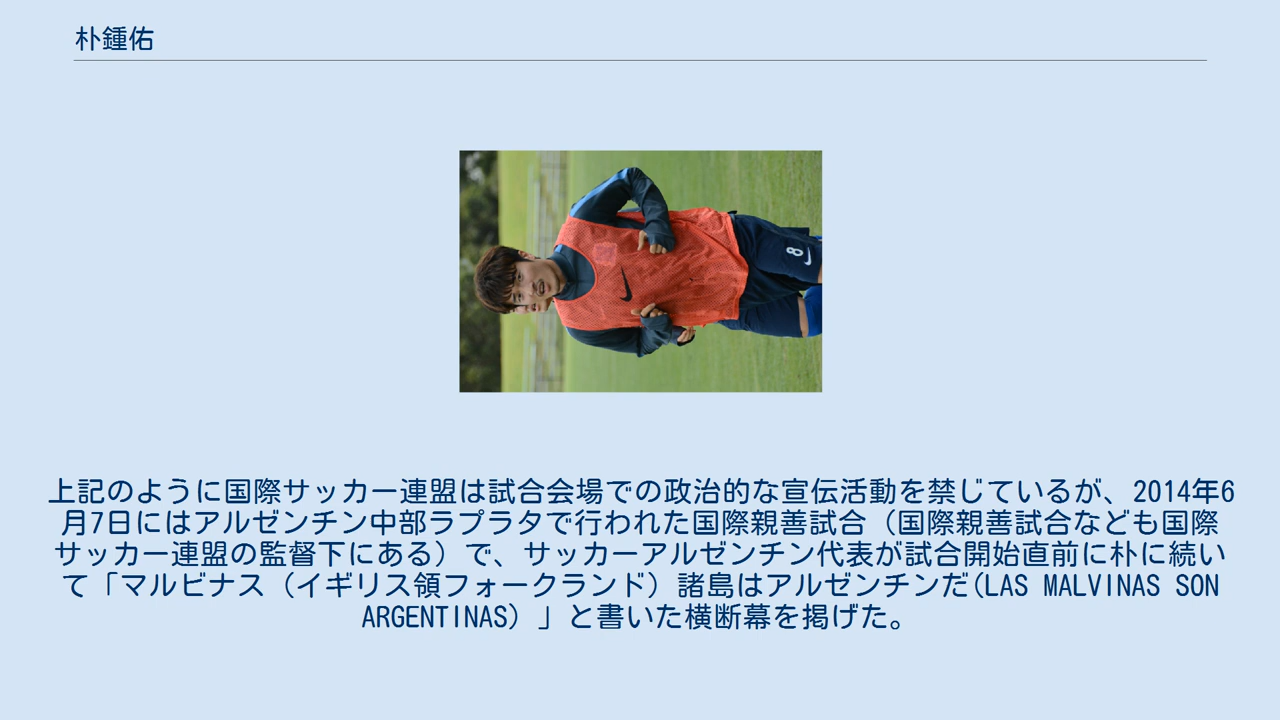 朴鍾佑
8
上記のように国際サッカー連盟は試合会場での政治的な宣伝活動を禁じているが、2014年6
月7日にはアルゼンチン中部ラプラタで行われた国際親善試合（国際親善試合なども国際
サッカー連盟の監督下にある）で、サッカーアルゼンチン代表が試合開始直前に朴に続い
て「マルビナス（イギリス領フォークランド）諸島はアルゼンチンだ(LAS MALVINAS SON
ARGENTINAS）」と書いた横断幕を掲げた。